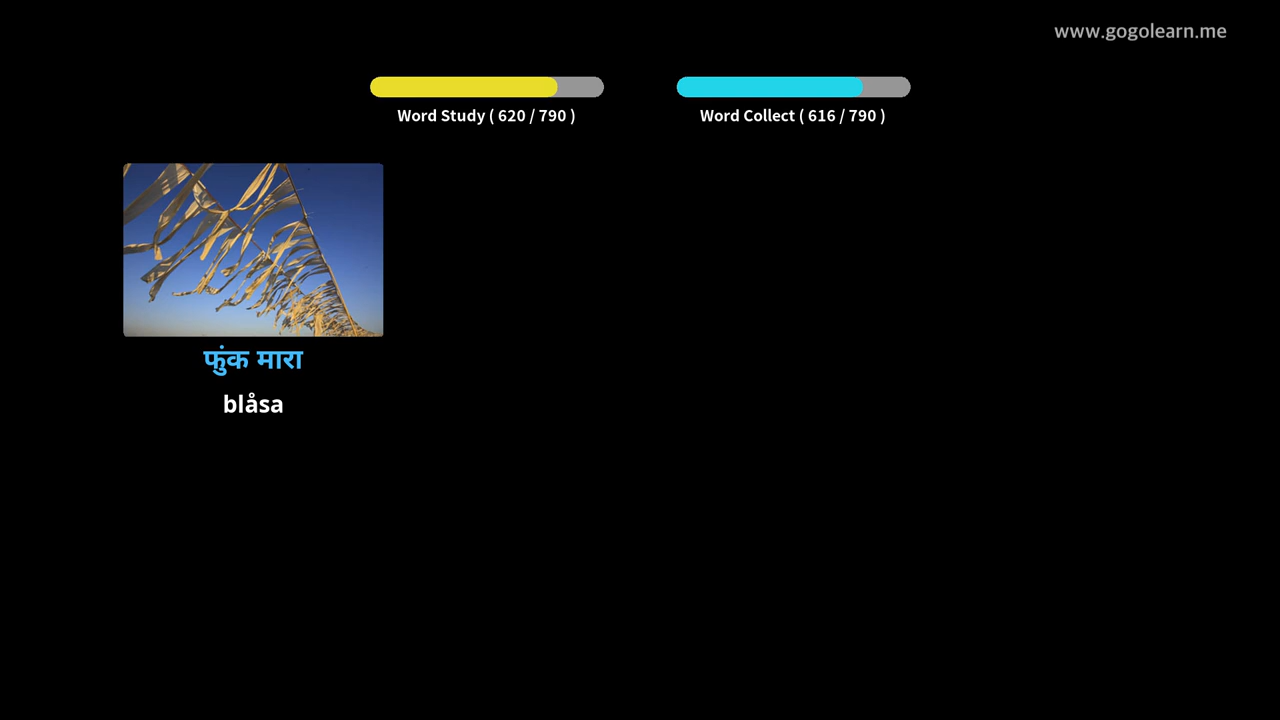 www.gogolearn.me
Word Study ( 620 / 790 )
Word Collect ( 616 / 790 )
फुंक मारा
blåsa